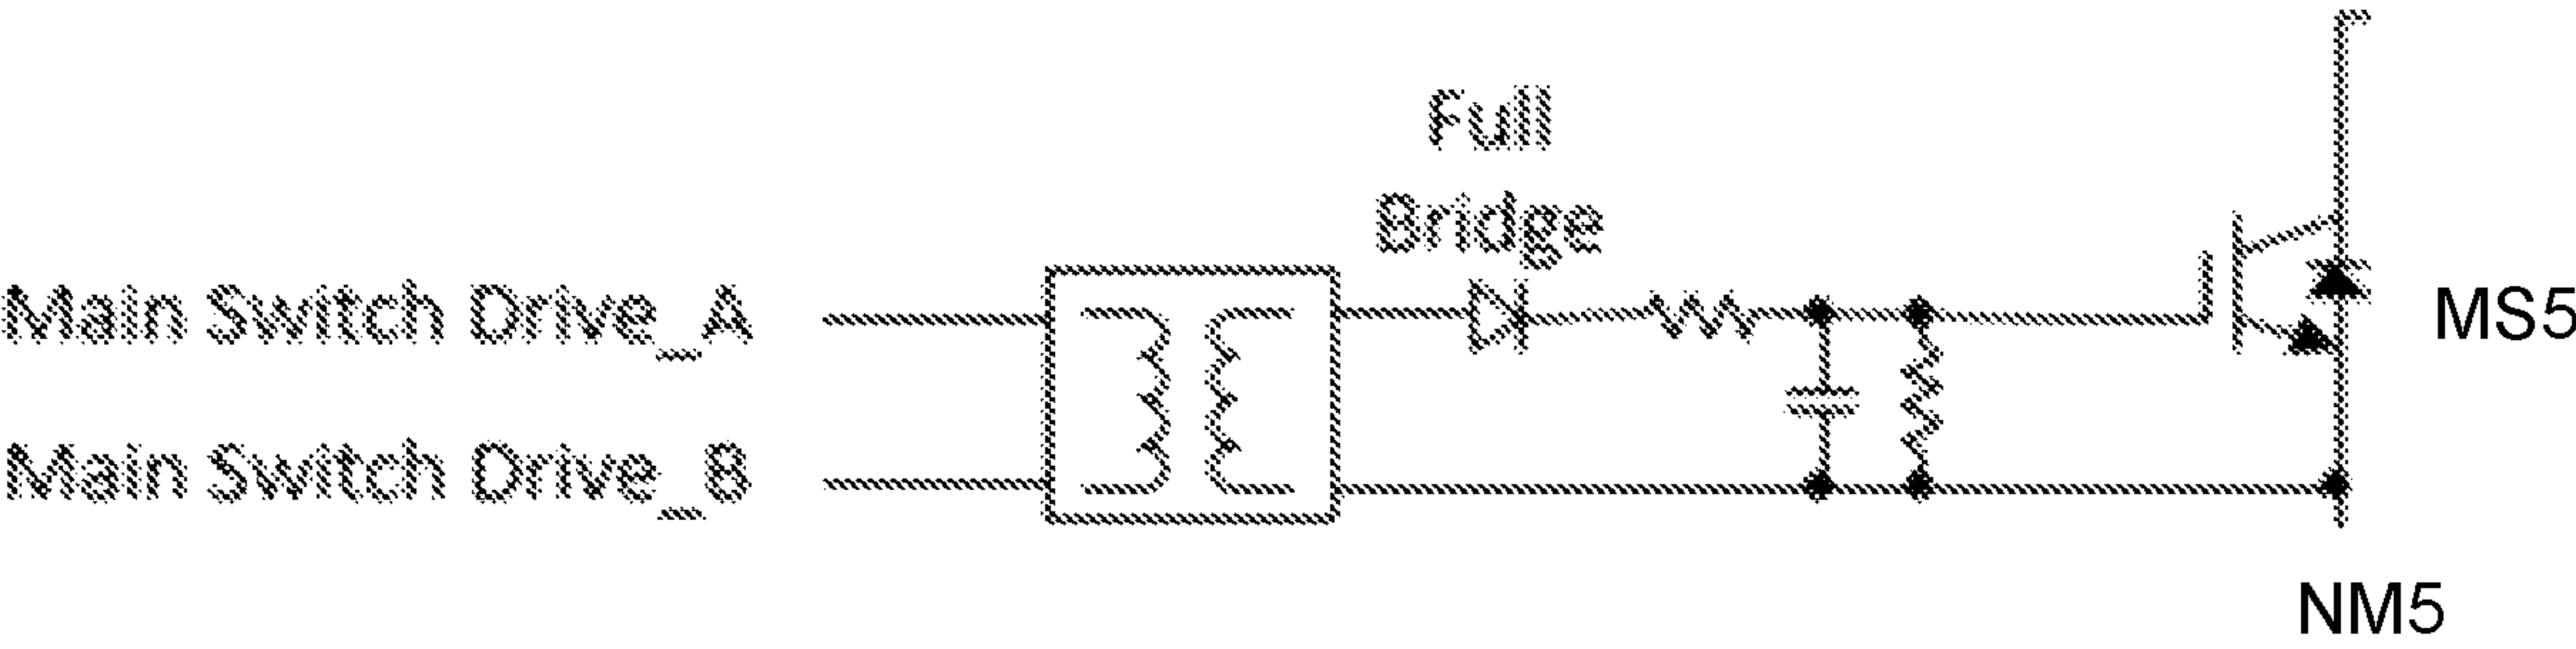 Full
Bridge
Main Switch Drive_A
MS5
Main Switch Drive_B
NM5